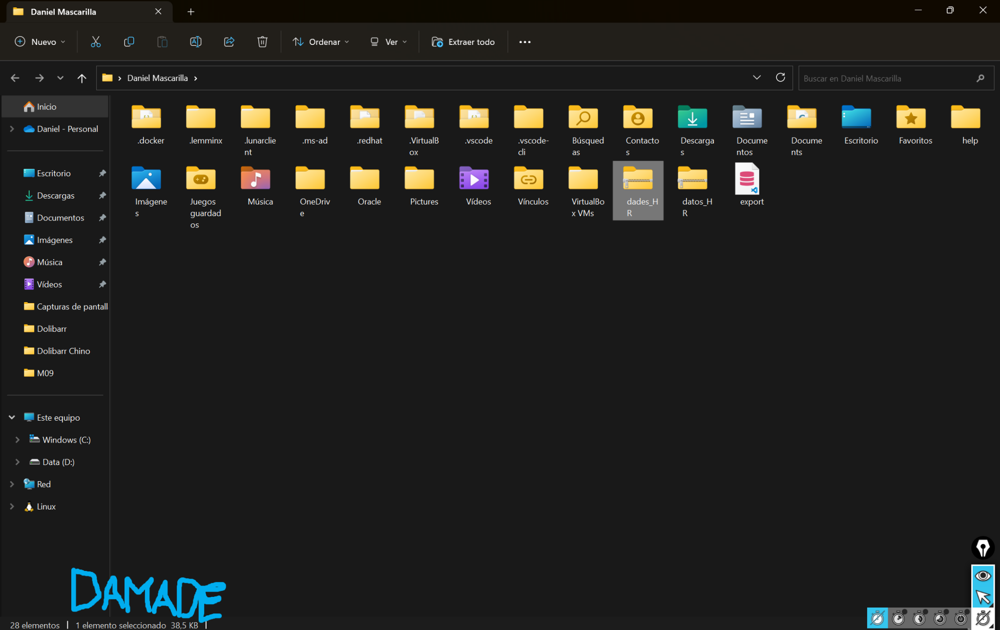 Daniel Mascarilla
Nuevo
Ordenar
Ver
Extraer todo
Daniel Mascarilla
Buscar en Daniel Mascarilla
Inicio
Daniel - Personal
Escritorio
Descargas
Documentos
Imágenes
Música
Vídeos
Capturas de pantall
Dolibarr
Dolibarr Chino
M09
Este equipo
Windows (C:)
Data (D:)
Red
Linux
.docker
.lemminx
.lunarclie
nt
.ms-ad
.redhat
.VirtualB
ox
.vscode
.vscode-
cli
Búsqued
as
Contacto
s
Descarga
s
Docume
ntos
Docume
nts
Escritorio
Favoritos
help
Imágene
s
Juegos
guardad
os
Música
OneDriv
e
Oracle
Pictures
Vídeos
Vínculos
VirtualBo
x VMs
dades_H
R
datos_H
R
export
DAMADE
28 elementos
1 elemento seleccionado 38,5 KB